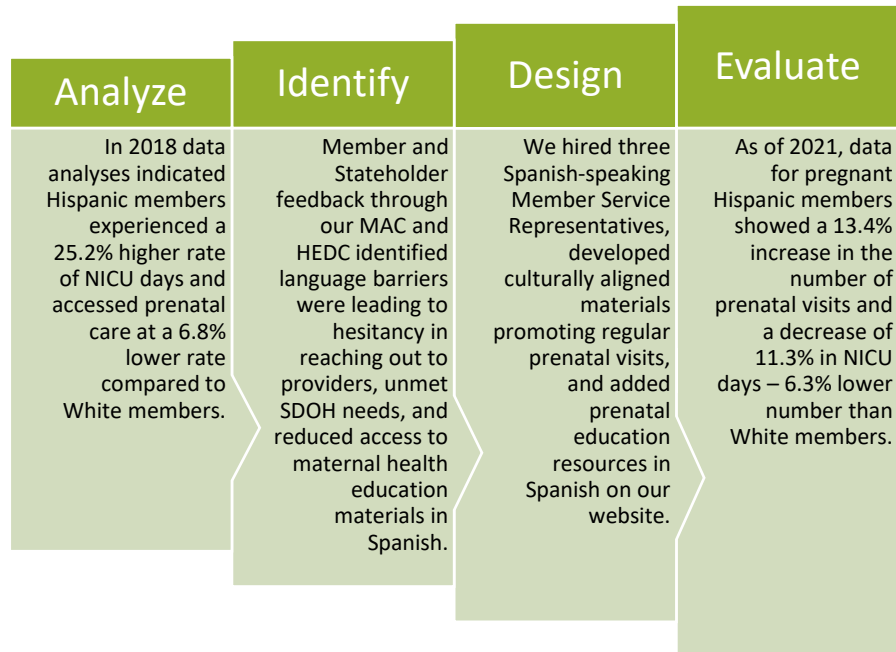 Analyze
In 2018 data
analyses indicated
Hispanic members
experienced a
25.2% higher rate
of NICU days and
accessed prenatal
care at a 6.8%
lower rate
compared to
White members.
Identify
Member and
Stateholder
feedback through
our MAC and
HEDC identified
language barriers
were leading to
hesitancy in
reaching out to
providers, unmet
SDOH needs, and
reduced access to
maternal health
education
materials in
Spanish.
Design
We hired three
Spanish-speaking
Member Service
Representatives,
developed
culturally aligned
materials
promoting regular
prenatal visits,
and added
prenatal
education
resources in
Spanish on our
website.
Evaluate
As of 2021, data
for pregnant
Hispanic members
showed a 13.4%
increase in the
number of
prenatal visits and
a decrease of
11.3% in NICU
days – 6.3% lower
number than
White members.